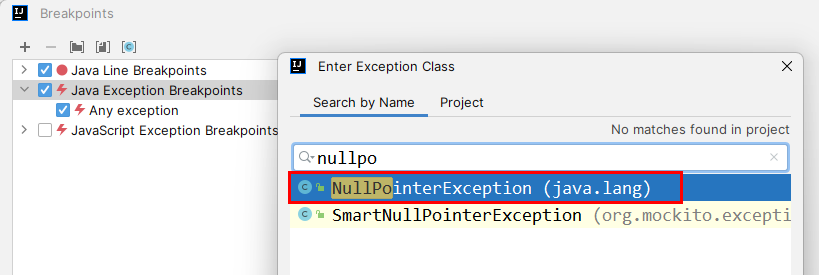 Breakpoints
Java Line Breakpoints
Java Exception Breakpoints
Any exception
JavaScript Exception Breakpoints
Enter Exception Class
Search by Name Project
No matches found in project
nullpo
NullPointerException (java.lang)
SmartNullPointerException (org.mockito.excepti